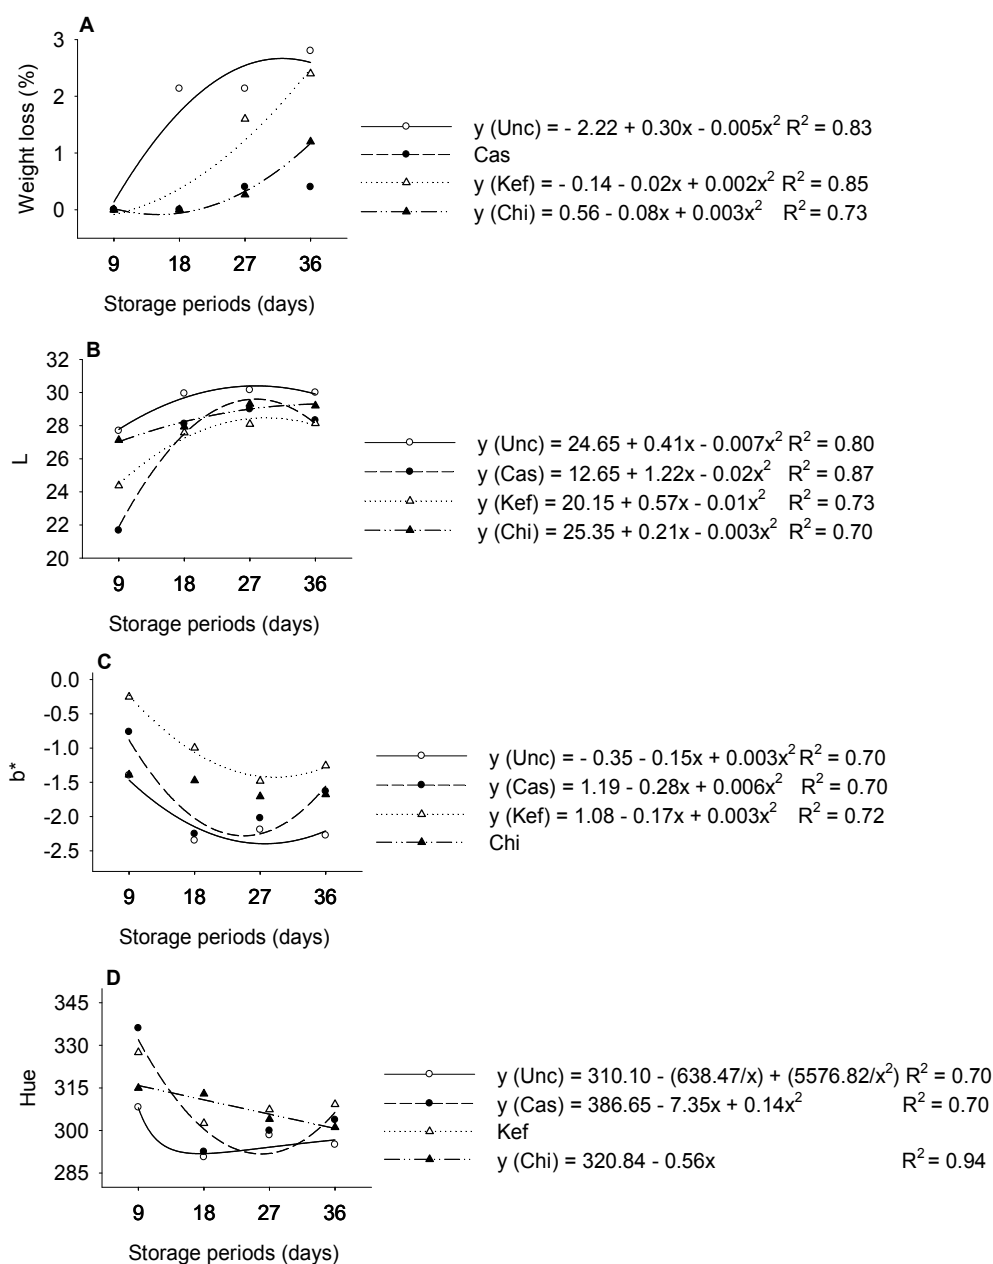 A
Weight loss (%)
3
2
1
0
9 18 27 36
Storage periods (days)
y (Unc) = - 2.22 + 0.30x - 0.005x² R² = 0.83
Cas
y (Kef) = - 0.14 - 0.02x + 0.002x² R² = 0.85
y (Chi) = 0.56 - 0.08x + 0.003x² R² = 0.73
B
L
32
30
28
26
24
22
20
9 18 27 36
Storage periods (days)
y (Unc) = 24.65 + 0.41x - 0.007x² R² = 0.80
y (Cas) = 12.65 + 1.22x - 0.02x² R² = 0.87
y (Kef) = 20.15 + 0.57x - 0.01x² R² = 0.73
y (Chi) = 25.35 + 0.21x - 0.003x² R² = 0.70
C
b*
0.0
-0.5
-1.0
-1.5
-2.0
-2.5
9 18 27 36
Storage periods (days)
y (Unc) = - 0.35 - 0.15x + 0.003x² R² = 0.70
y (Cas) = 1.19 - 0.28x + 0.006x² R² = 0.70
y (Kef) = 1.08 - 0.17x + 0.003x² R² = 0.72
Chi
D
Hue
345
330
315
300
285
9 18 27 36
Storage periods (days)
y (Unc) = 310.10 - (638.47/x) + (5576.82/x²) R² = 0.70
y (Cas) = 386.65 - 7.35x + 0.14x² R² = 0.70
Kef
y (Chi) = 320.84 - 0.56x R² = 0.94